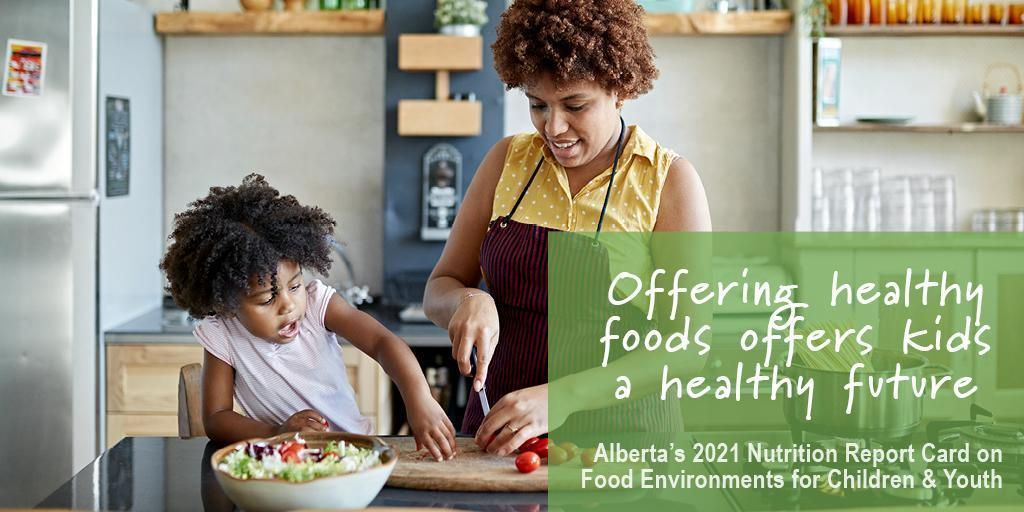 Offering healthy
foods offers kids
a healthy future
Alberta's 2021 Nutrition Report Card on
Food Environments for Children & Youth